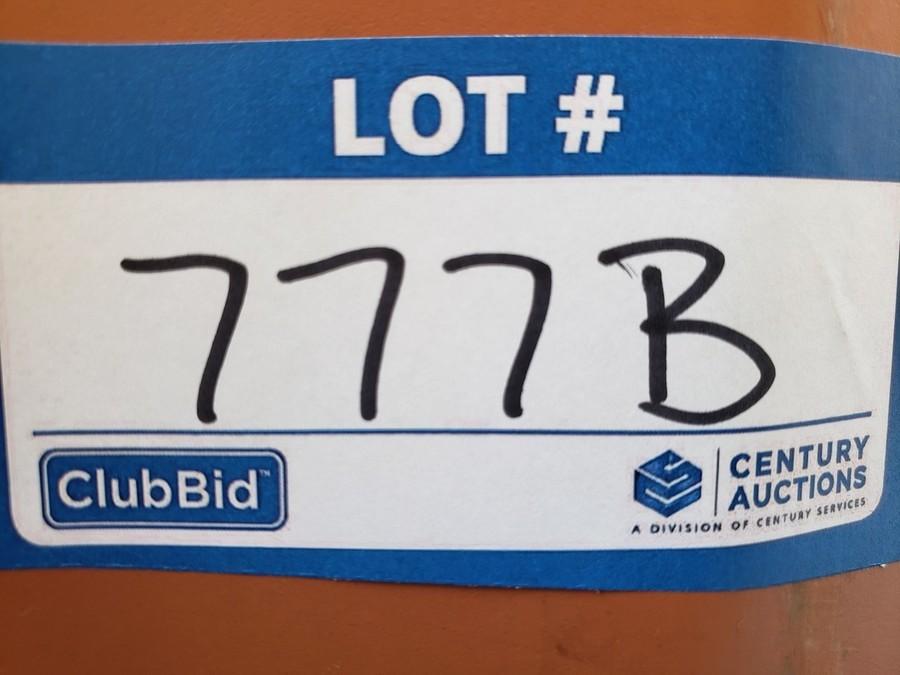 LOT #
777B
ClubBid™
CENTURY
AUCTIONS
A DIVISION OF CENTURY SERVICES